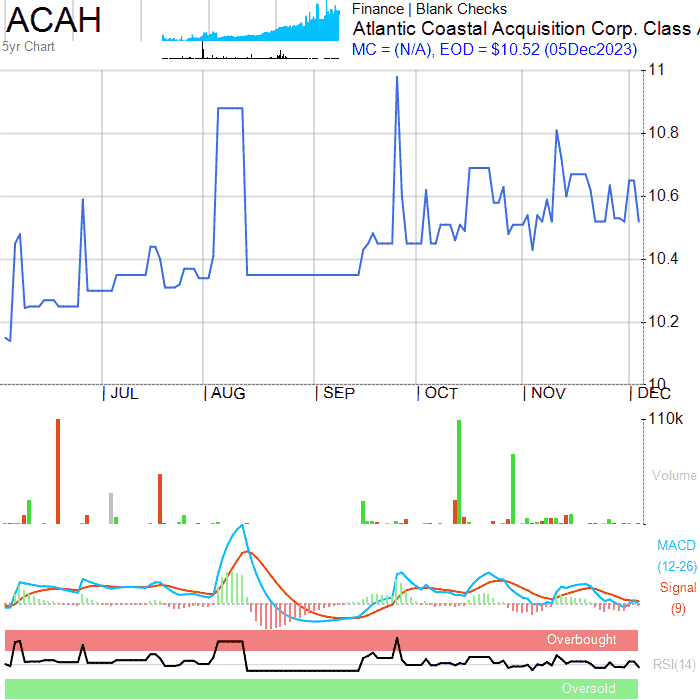 ACAH
5yr Chart
Finance | Blank Checks
Atlantic Coastal Acquisition Corp. Class A
MC = (N/A), EOD = $10.52 (05Dec2023)
11
10.8
10.6
10.4
10.2
10
| JUL | AUG | SEP | OCT | NOV | DEC
110k
Volume
MACD
(12-26)
Signal
(9)
Overbought
RSI(14)
Oversold